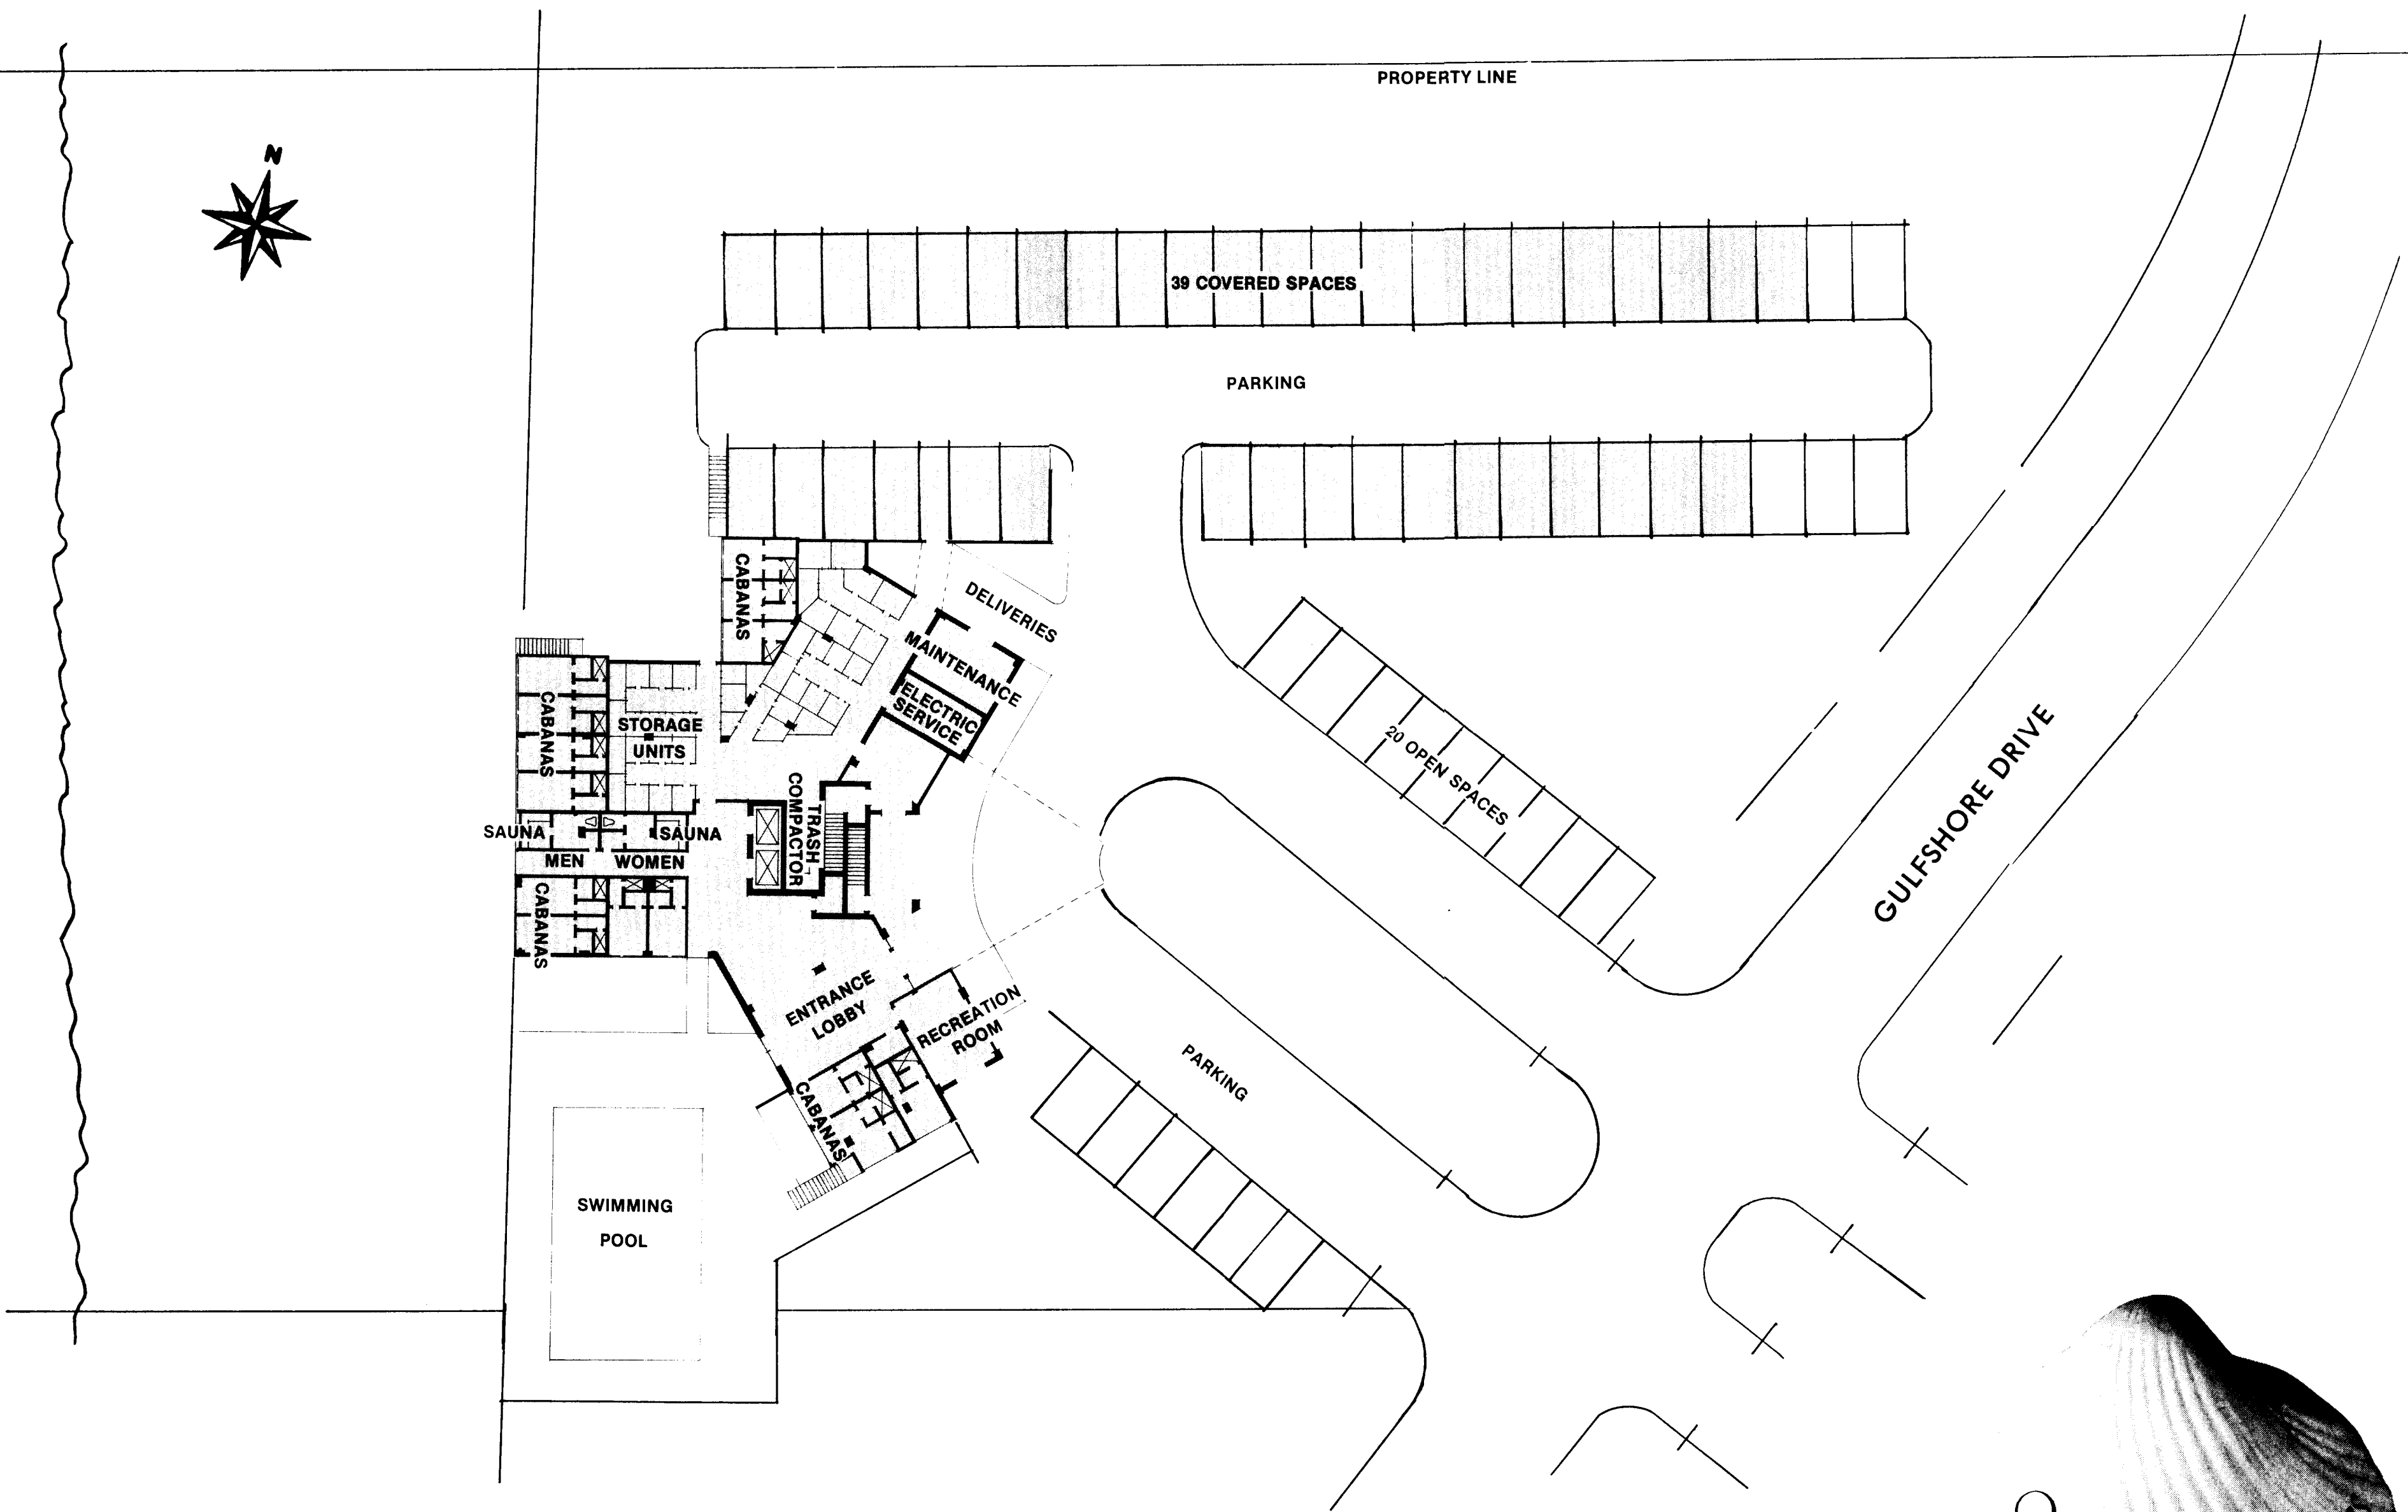 PROPERTY LINE
N
39 COVERED SPACES
PARKING
CABANAS
DELIVERIES
MAINTENANCE
ELECTRIC
SERVICE
CABANAS
STORAGE
UNITS
20 OPEN SPACES
GULFSHORE DRIVE
TRASH
COMPACTOR
SAUNA
SAUNA
MEN
WOMEN
CABANAS
ENTRANCE
LOBBY
RECREATION
ROOM
CABANAS
PARKING
SWIMMING
POOL